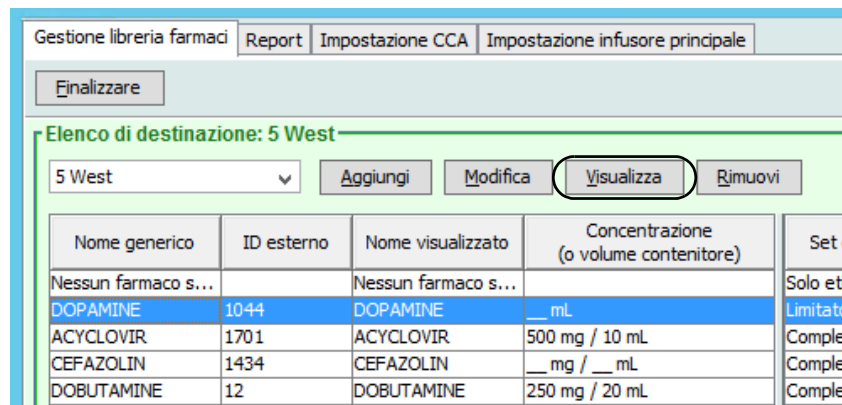 Gestione libreria farmaci Report Impostazione CCA Impostazione infusore principale
Finalizzare
Elenco di destinazione: 5 West
5 West Aggiungi Modifica Visualizza Rimuovi
Nome generico ID esterno Nome visualizzato Concentrazione (o volume contenitore) Set
Nessun farmaco s... Nessun farmaco s... Solo et
DOPAMINE 1044 DOPAMINE __ mL Limitato
ACYCLOVIR 1701 ACYCLOVIR 500 mg / 10 mL Comple
CEFAZOLIN 1434 CEFAZOLIN __ mg / __ mL Comple
DOBUTAMINE 12 DOBUTAMINE 250 mg / 20 mL Comple